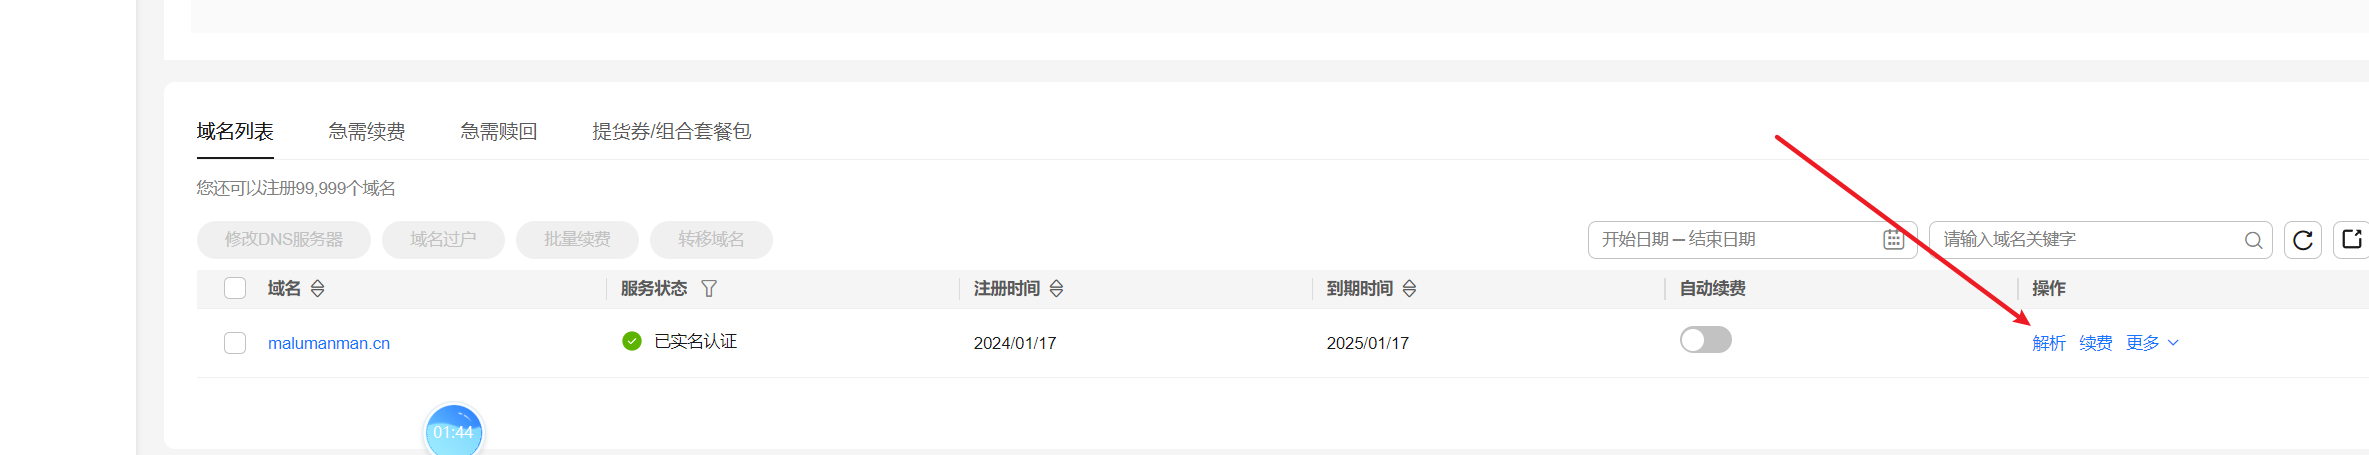 域名列表 急需续费 急需赎回 提货券/组合套餐包
您还可以注册99,999个域名
修改DNS服务器 域名过户 批量续费 转移域名 开始日期 – 结束日期 请输入域名关键字
域名 服务状态 注册时间 到期时间 自动续费 操作
malumanman.cn 已实名认证 2024/01/17 2025/01/17 解析 续费 更多
01:44